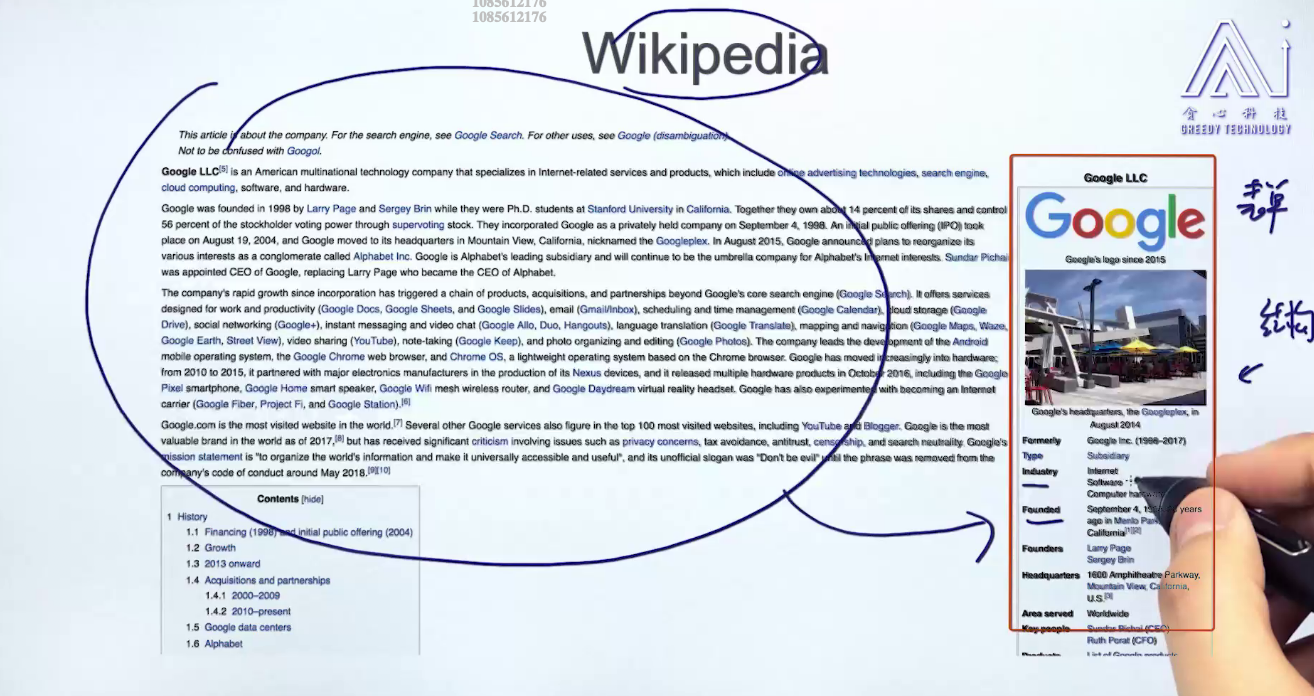 1085612176
1085612176
Wikipedia
贪心科技
GREEDY TECHNOLOGY
This article is about the company. For the search engine, see Google Search. For other uses, see Google (disambiguation).
Not to be confused with Googol.
Google LLC[5] is an American multinational technology company that specializes in Internet-related services and products, which include online advertising technologies, search engine,
cloud computing, software, and hardware.
Google was founded in 1998 by Larry Page and Sergey Brin while they were Ph.D. students at Stanford University in California. Together they own about 14 percent of its shares and control
56 percent of the stockholder voting power through supervoting stock. They incorporated Google as a privately held company on September 4, 1998. An initial public offering (IPO) took
place on August 19, 2004, and Google moved to its headquarters in Mountain View, California, nicknamed the Googleplex. In August 2015, Google announced plans to reorganize its
various interests as a conglomerate called Alphabet Inc. Google is Alphabet's leading subsidiary and will continue to be the umbrella company for Alphabet's Internet interests. Sundar Pichai
was appointed CEO of Google, replacing Larry Page who became the CEO of Alphabet.
The company's rapid growth since incorporation has triggered a chain of products, acquisitions, and partnerships beyond Google's core search engine (Google Search). It offers services
designed for work and productivity (Google Docs, Google Sheets, and Google Slides), email (Gmail/Inbox), scheduling and time management (Google Calendar), cloud storage (Google
Drive), social networking (Google+), instant messaging and video chat (Google Allo, Duo, Hangouts), language translation (Google Translate), mapping and navigation (Google Maps, Waze,
Google Earth, Street View), video sharing (YouTube), note-taking (Google Keep), and photo organizing and editing (Google Photos). The company leads the development of the Android
mobile operating system, the Google Chrome web browser, and Chrome OS, a lightweight operating system based on the Chrome browser. Google has moved increasingly into hardware;
from 2010 to 2015, it partnered with major electronics manufacturers in the production of its Nexus devices, and it released multiple hardware products in October 2016, including the Google
Pixel smartphone, Google Home smart speaker, Google Wifi mesh wireless router, and Google Daydream virtual reality headset. Google has also experimented with becoming an Internet
carrier (Google Fiber, Project Fi, and Google Station).[6]
Google.com is the most visited website in the world.[7] Several other Google services also figure in the top 100 most visited websites, including YouTube and Blogger. Google is the most
valuable brand in the world as of 2017,[8] but has received significant criticism involving issues such as privacy concerns, tax avoidance, antitrust, censorship, and search neutrality. Google's
mission statement is "to organize the world's information and make it universally accessible and useful", and its unofficial slogan was "Don't be evil" until the phrase was removed from the
company's code of conduct around May 2018.[9][10]
Contents [hide]
1 History
1.1 Financing (1998) and initial public offering (2004)
1.2 Growth
1.3 2013 onward
1.4 Acquisitions and partnerships
1.4.1 2000–2009
1.4.2 2010–present
1.5 Google data centers
1.6 Alphabet
Google LLC
Google
Google's logo since 2015
Google's headquarters, the Googleplex, in
August 2014
Formerly Google Inc. (1998–2017)
Type Subsidiary
Industry Internet
Software
Computer hardware
Founded September 4, years
ago in Menlo Park,
California[1][2]
Founders Larry Page
Sergey Brin
Headquarters 1600 Amphitheatre Parkway,
Mountain View, California,
U.S.[3]
Area served Worldwide
Key people Sundar Pichai (CEO)
Ruth Porat (CFO)
Products List of Google products
结构